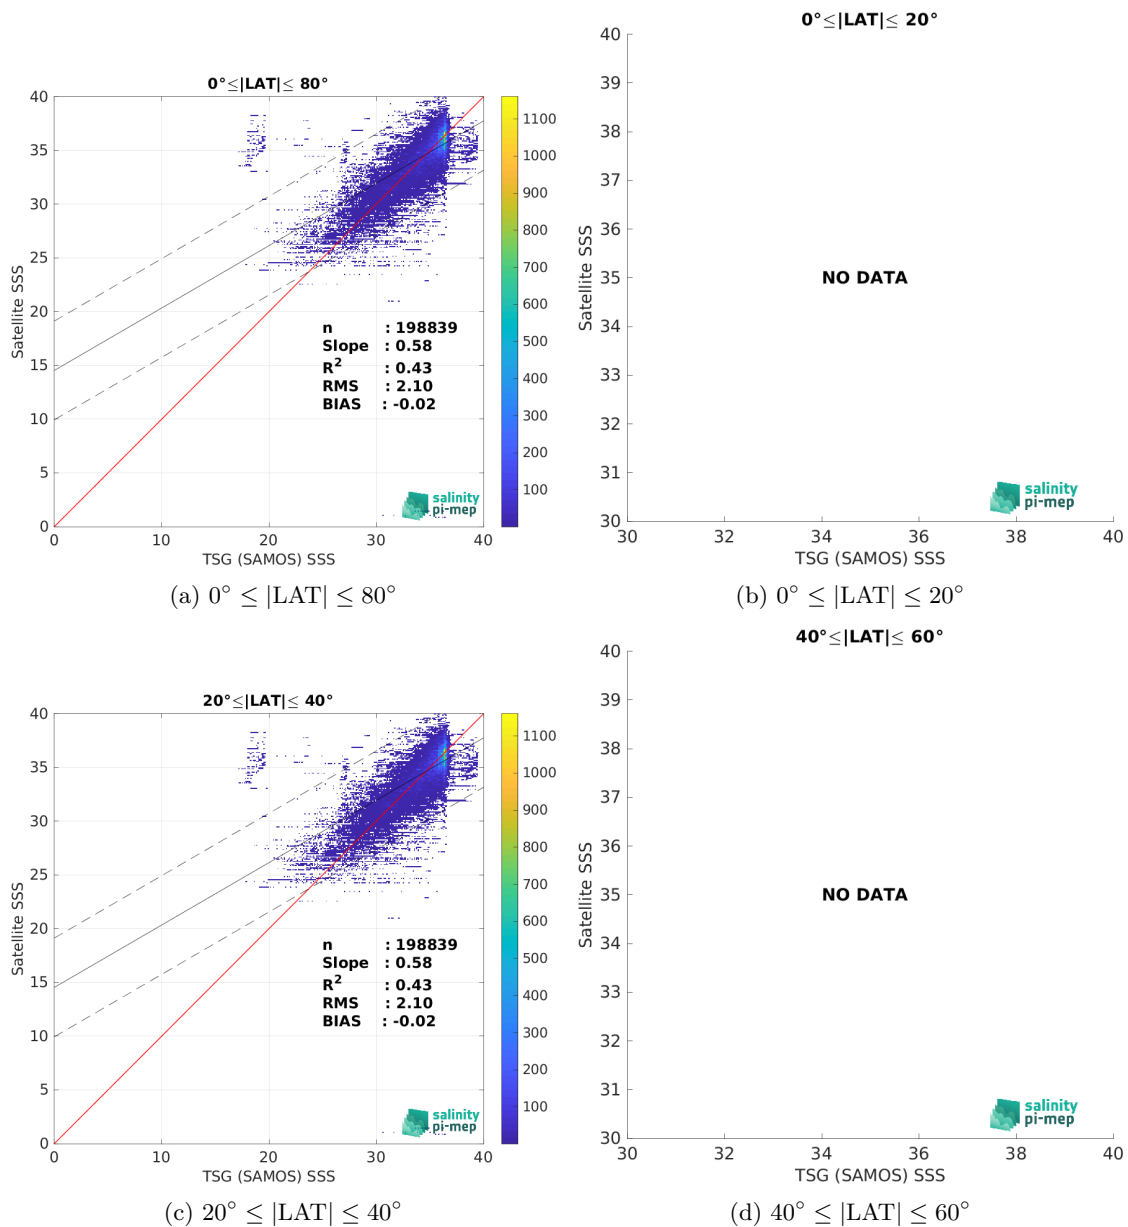 0°≤|LAT|≤ 80°
40
35
30
25
20
15
10
5
0
Satellite SSS
0
10
20
30
40
TSG (SAMOS) SSS
n : 198839
Slope : 0.58
R² : 0.43
RMS : 2.10
BIAS : -0.02
salinity
pi-mep
1100
1000
900
800
700
600
500
400
300
200
100
(a) 0° ≤ |LAT| ≤ 80°
0°≤|LAT|≤ 20°
40
39
38
37
36
35
34
33
32
31
30
Satellite SSS
NO DATA
salinity
pi-mep
30
32
34
36
38
40
TSG (SAMOS) SSS
(b) 0° ≤ |LAT| ≤ 20°
20°≤|LAT|≤ 40°
40
35
30
25
20
15
10
5
0
Satellite SSS
0
10
20
30
40
TSG (SAMOS) SSS
n : 198839
Slope : 0.58
R² : 0.43
RMS : 2.10
BIAS : -0.02
salinity
pi-mep
1100
1000
900
800
700
600
500
400
300
200
100
(c) 20° ≤ |LAT| ≤ 40°
40°≤|LAT|≤ 60°
40
39
38
37
36
35
34
33
32
31
30
Satellite SSS
NO DATA
salinity
pi-mep
30
32
34
36
38
40
TSG (SAMOS) SSS
(d) 40° ≤ |LAT| ≤ 60°